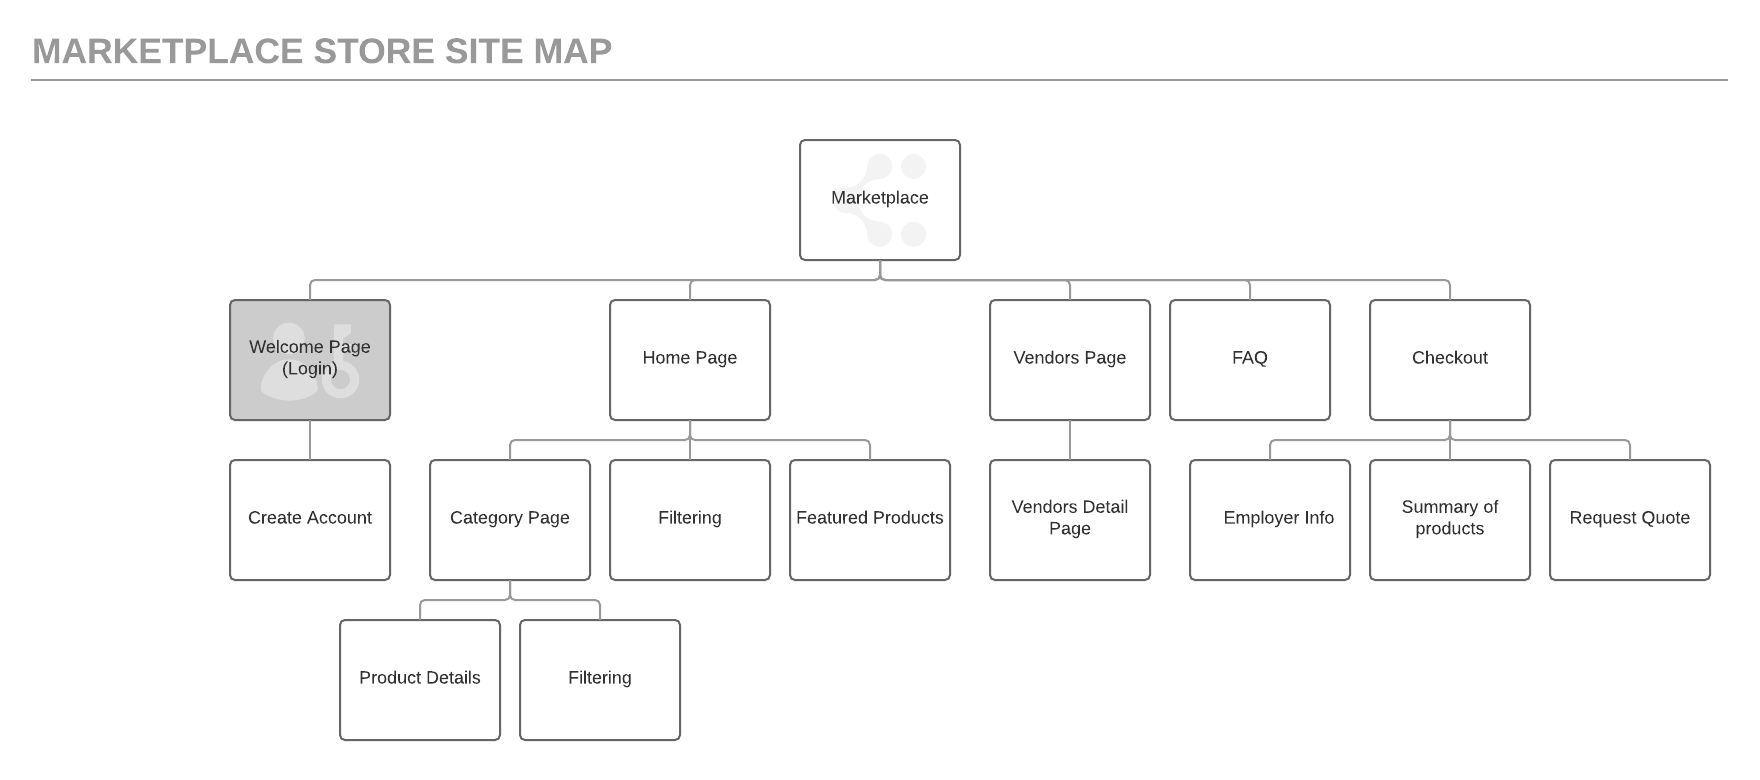 MARKETPLACE STORE SITE MAP
Marketplace
Welcome Page
(Login)
Home Page
Vendors Page
FAQ
Checkout
Create Account
Category Page
Filtering
Featured Products
Vendors Detail
Page
Employer Info
Summary of
products
Request Quote
Product Details
Filtering